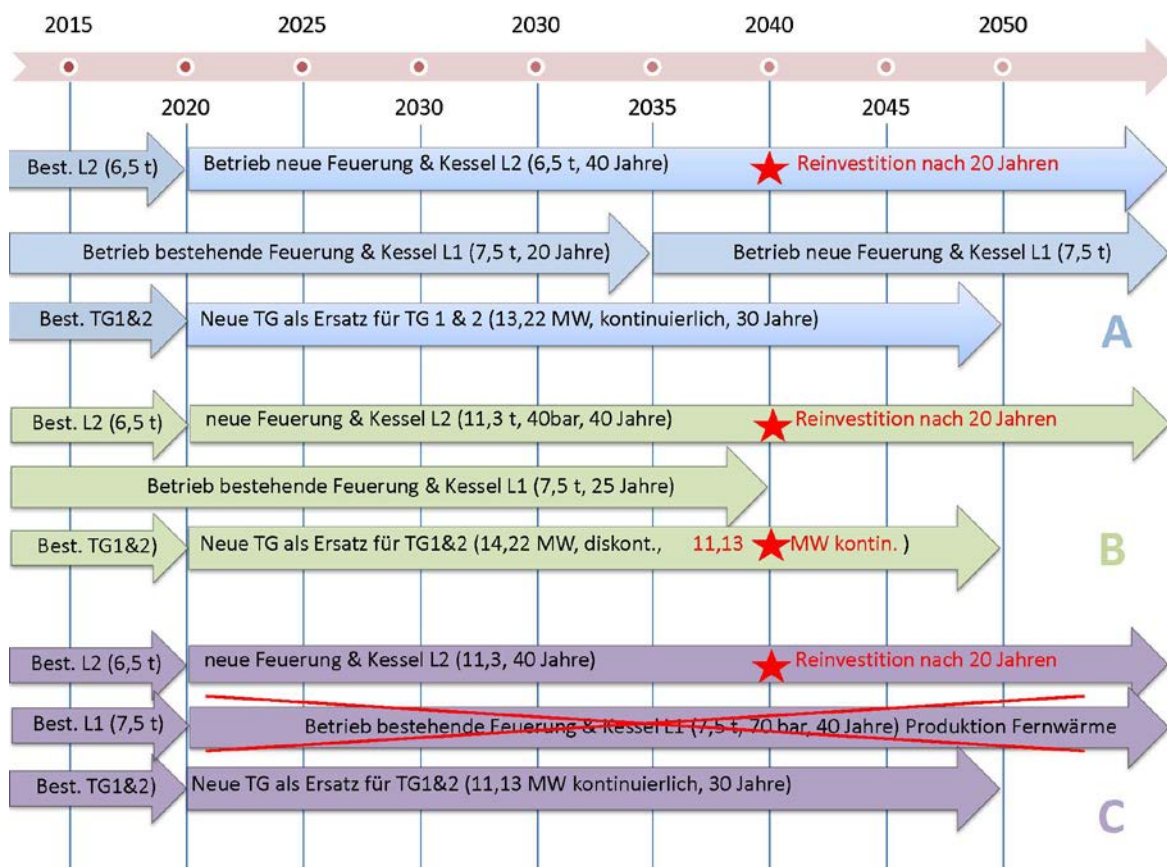 2015 2025 2030 2040 2050
2020 2030 2035 2045
Best. L2 (6,5 t) Betrieb neue Feuerung & Kessel L2 (6,5 t, 40 Jahre) Reinvestition nach 20 Jahren
Betrieb bestehende Feuerung & Kessel L1 (7,5 t, 20 Jahre) Betrieb neue Feuerung & Kessel L1 (7,5 t)
Best. TG1&2 Neue TG als Ersatz für TG 1 & 2 (13,22 MW, kontinuierlich, 30 Jahre)
A
Best. L2 (6,5 t) neue Feuerung & Kessel L2 (11,3 t, 40bar, 40 Jahre) Reinvestition nach 20 Jahren
Betrieb bestehende Feuerung & Kessel L1 (7,5 t, 25 Jahre)
Best. TG1&2) Neue TG als Ersatz für TG1&2 (14,22 MW, diskont., 11,13 MW kontin. )
B
Best. L2 (6,5 t) neue Feuerung & Kessel L2 (11,3, 40 Jahre) Reinvestition nach 20 Jahren
Best. L1 (7,5 t) Betrieb bestehende Feuerung & Kessel L1 (7,5 t, 70 bar, 40 Jahre) Produktion Fernwärme
Best. TG1&2) Neue TG als Ersatz für TG1&2 (11,13 MW kontinuierlich, 30 Jahre)
C